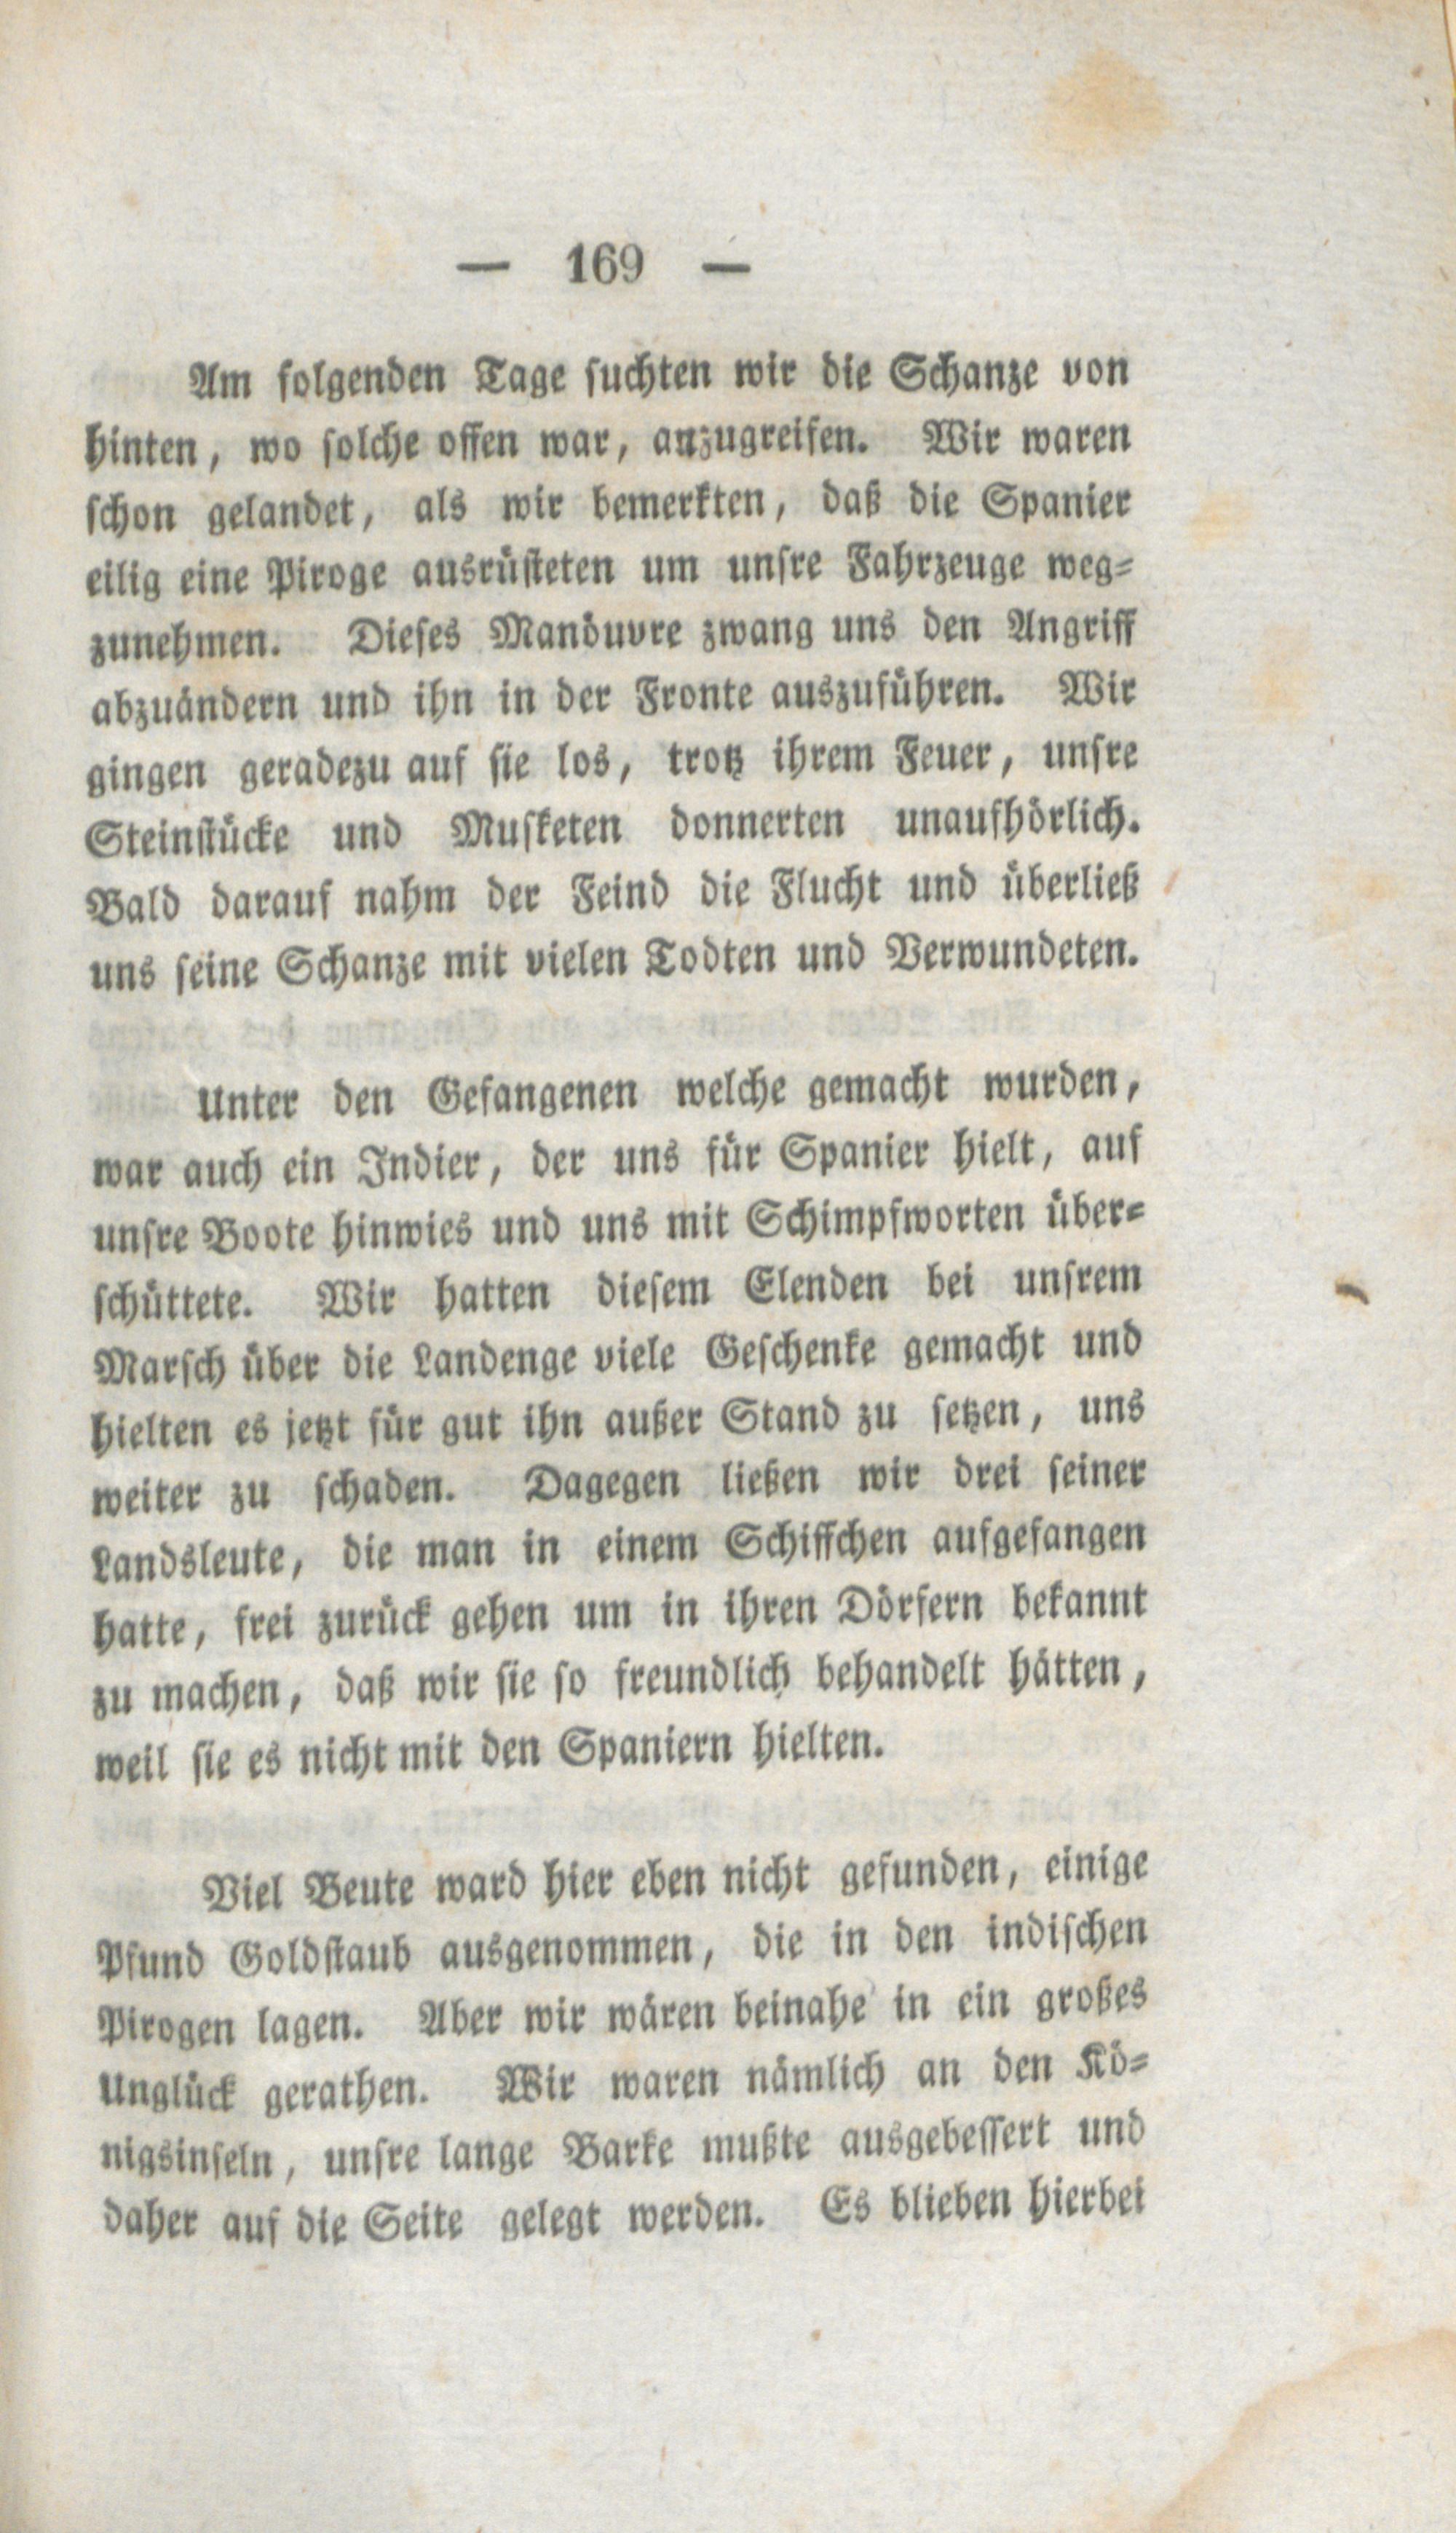 — 169 —
Am folgenden Tage suchten wir die Schanze von
hinten, wo solche offen war, anzugreifen. Wir waren
schon gelandet, als wir bemerkten, daß die Spanier
eilig eine Piroge ausrüsteten um unsre Fahrzeuge weg=
zunehmen. Dieses Manöuvre zwang uns den Angriff
abzuändern und ihn in der Fronte auszuführen. Wir
gingen geradezu auf sie los, trotz ihrem Feuer, unsre
Steinstücke und Musketen donnerten unaufhörlich.
Bald darauf nahm der Feind die Flucht und überließ
uns seine Schanze mit vielen Todten und Verwundeten.
Unter den Gefangenen welche gemacht wurden,
war auch ein Indier, der uns für Spanier hielt, auf
unsre Boote hinwies und uns mit Schimpfworten über=
schüttete. Wir hatten diesem Elenden bei unsrem
Marsch über die Landenge viele Geschenke gemacht und
hielten es jetzt für gut ihn außer Stand zu setzen, uns
weiter zu schaden. Dagegen ließen wir drei seiner
Landsleute, die man in einem Schiffchen aufgefangen
hatte, frei zurück gehen um in ihren Dörfern bekannt
zu machen, daß wir sie so freundlich behandelt hätten,
weil sie es nicht mit den Spaniern hielten.
Viel Beute ward hier eben nicht gefunden, einige
Pfund Goldstaub ausgenommen, die in den indischen
Pirogen lagen. Aber wir wären beinahe in ein großes
Unglück gerathen. Wir waren nämlich an den Kö=
nigsinseln, unsre lange Barke mußte ausgebessert und
daher auf die Seite gelegt werden. Es blieben hierbei